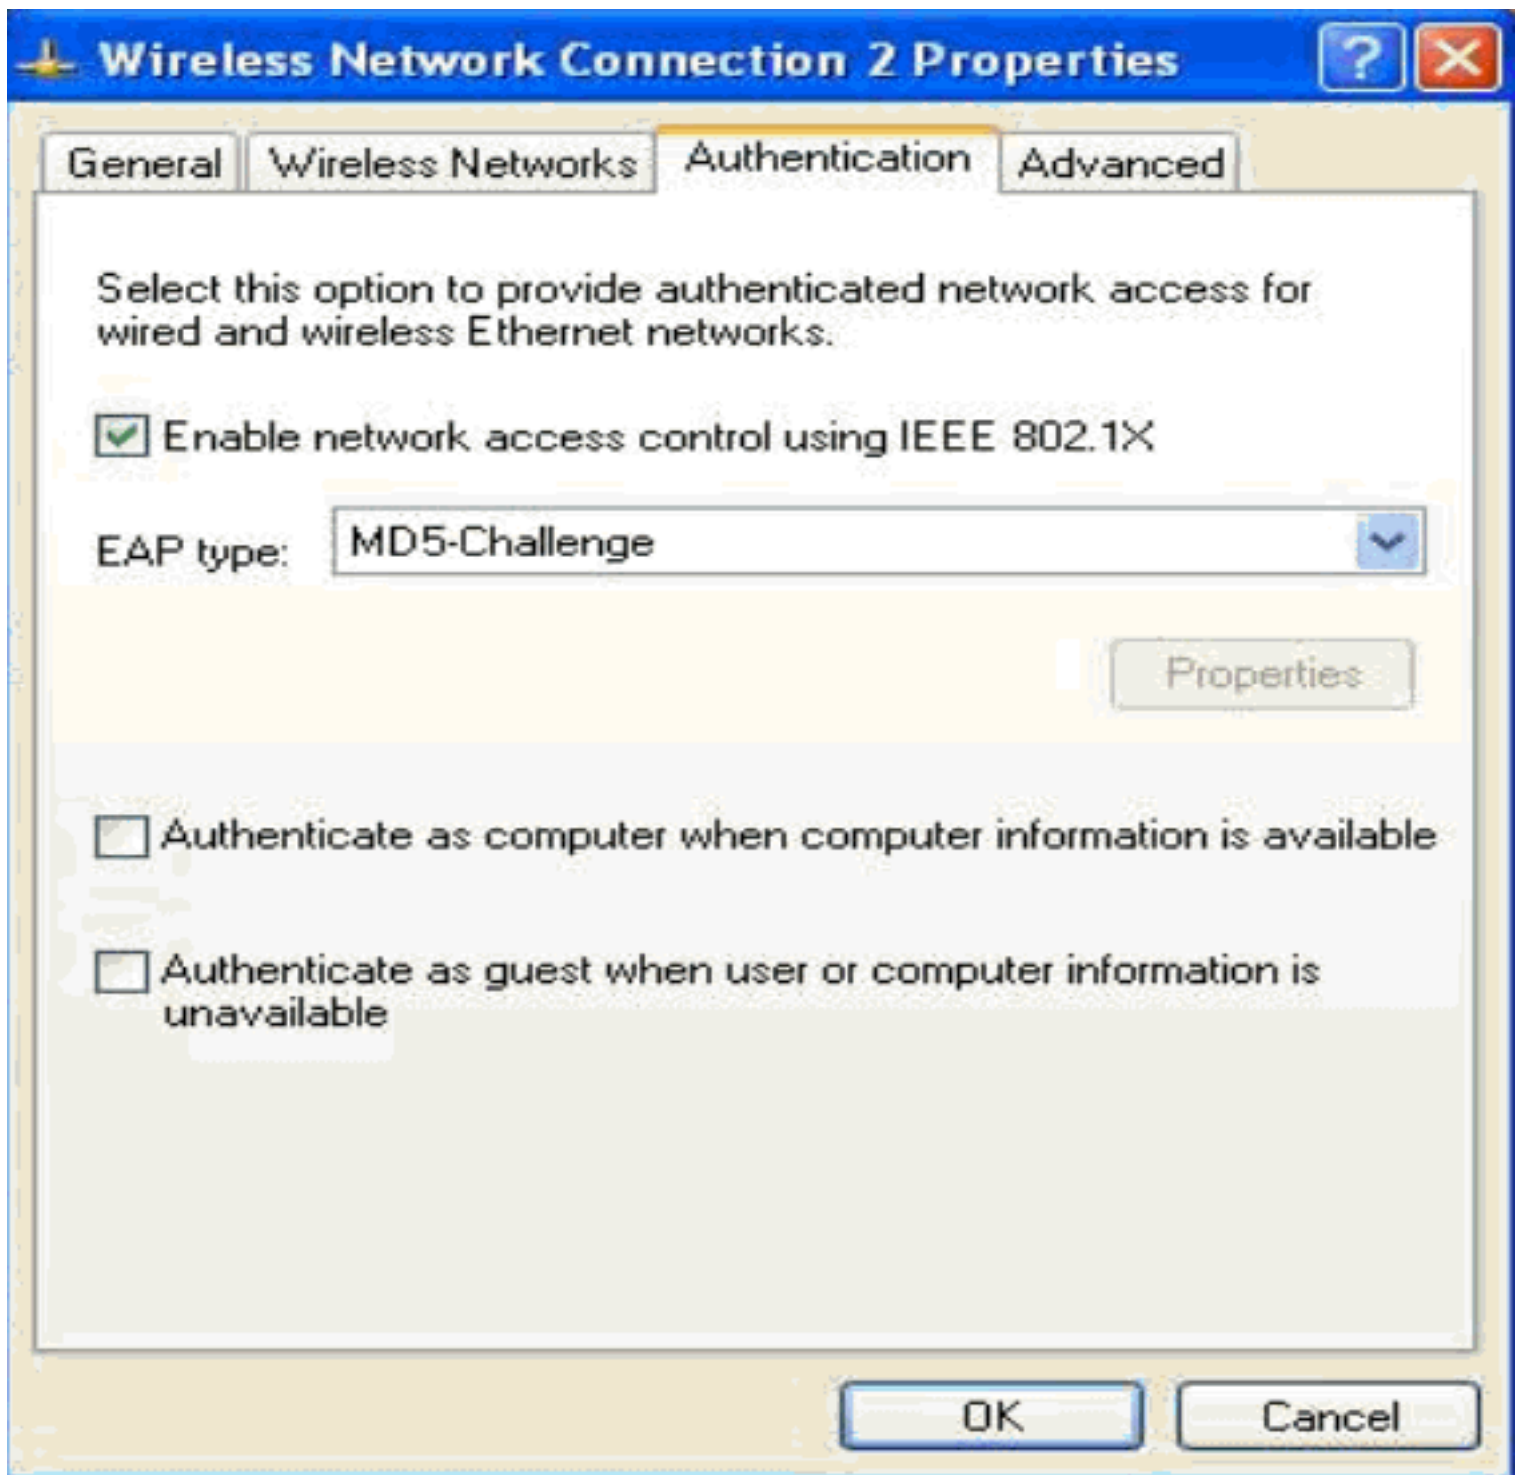 Wireless Network Connection 2 Properties
General Wireless Networks Authentication Advanced
Select this option to provide authenticated network access for
wired and wireless Ethernet networks.
Enable network access control using IEEE 802.1X
EAP type: MD5-Challenge
Properties
Authenticate as computer when computer information is available
Authenticate as guest when user or computer information is
unavailable
OK Cancel